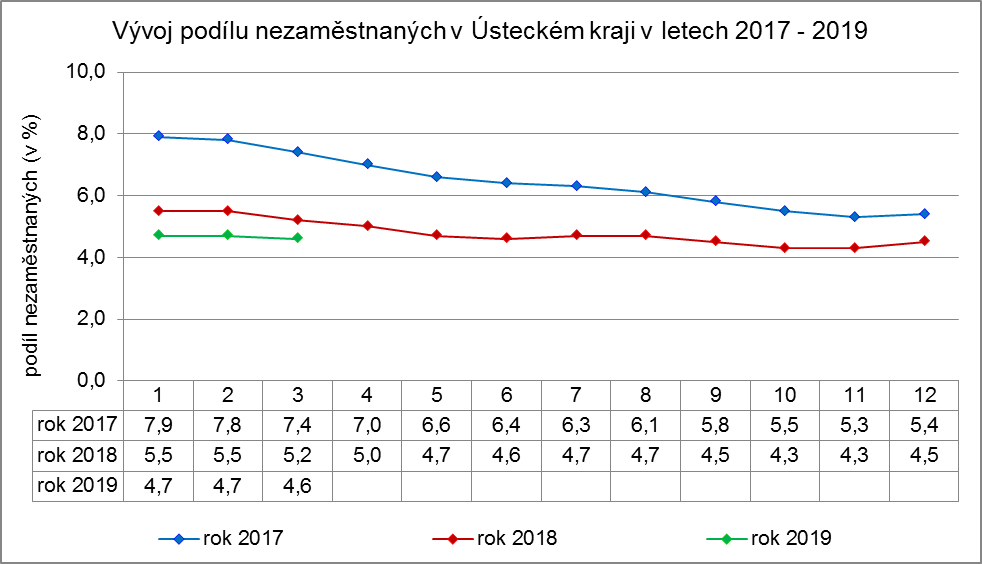 Vývoj podílu nezaměstnaných v Ústeckém kraji v letech 2017 - 2019
podíl nezaměstnaných (v %)
10,0
8,0
6,0
4,0
2,0
0,0
1 2 3 4 5 6 7 8 9 10 11 12
rok 2017 7,9 7,8 7,4 7,0 6,6 6,4 6,3 6,1 5,8 5,5 5,3 5,4
rok 2018 5,5 5,5 5,2 5,0 4,7 4,6 4,7 4,7 4,5 4,3 4,3 4,5
rok 2019 4,7 4,7 4,6
rok 2017 rok 2018 rok 2019